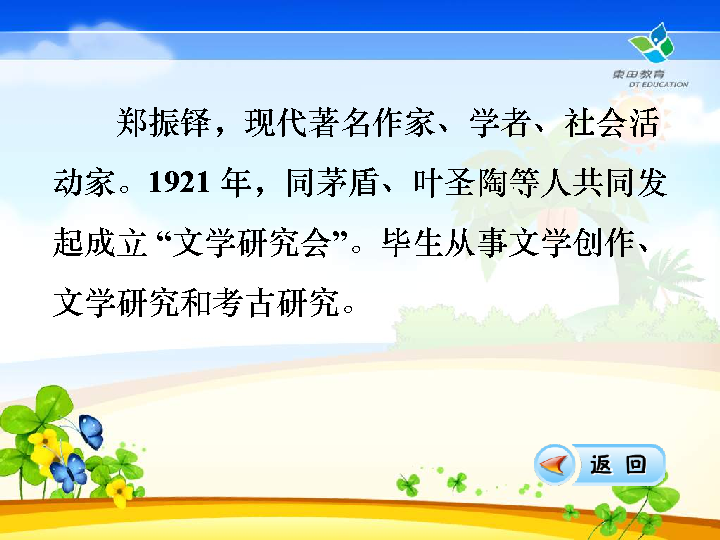 東田教育
DT EDUCATION
郑振铎，现代著名作家、学者、社会活
动家。1921 年，同茅盾、叶圣陶等人共同发
起成立 “文学研究会”。毕生从事文学创作、
文学研究和考古研究。
返 回